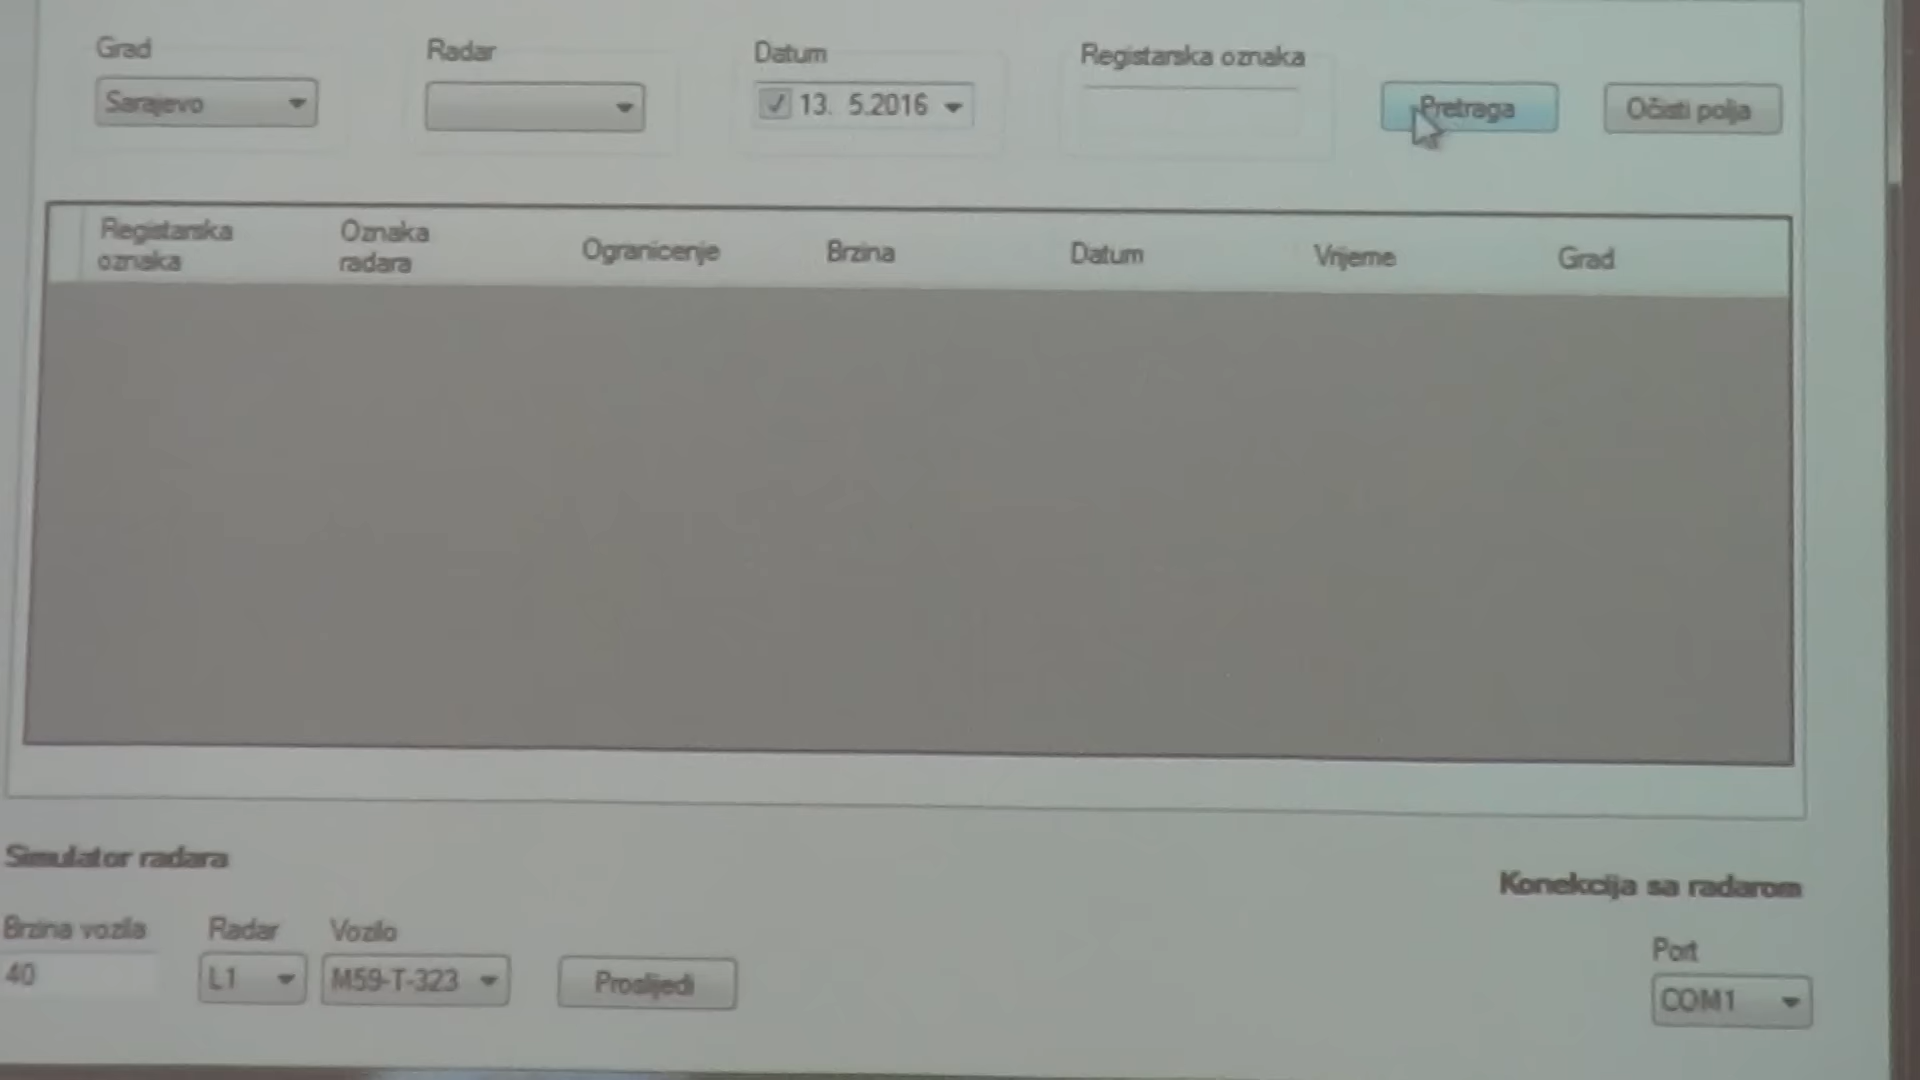 Grad
Radar
Datum
Registarska oznaka
Sarajevo
13. 5.2016
Pretraga
Očisti polja
Registarska oznaka
Oznaka radara
Ogranicenje
Brzina
Datum
Vrijeme
Grad
Simulator radara
Konekcija sa radarom
Brzina vozila
Radar
Vozilo
Port
40
L1
M59-T-323
Proslijedi
COM1